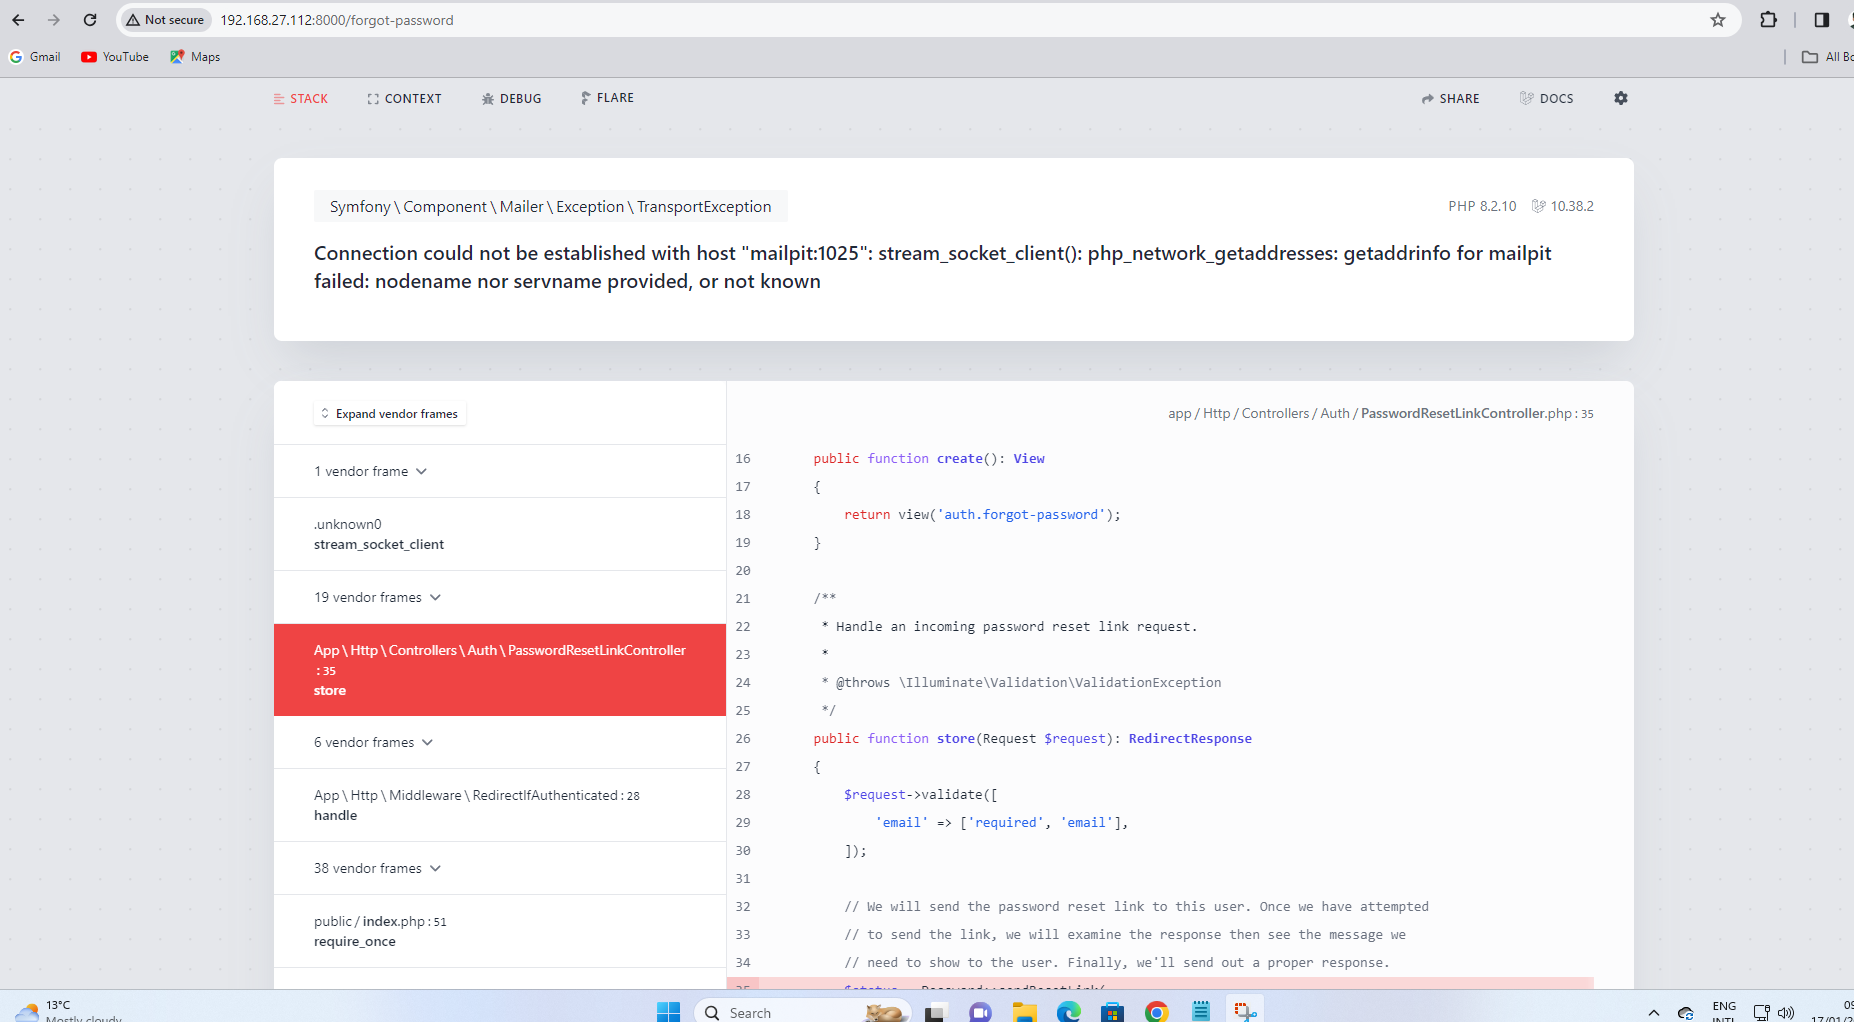 Not secure
192.168.27.112:8000/forgot-password
Gmail
YouTube
Maps
STACK
CONTEXT
DEBUG
FLARE
SHARE
DOCS
Symfony\Component\Mailer\Exception\TransportException
PHP 8.2.10
10.38.2
Connection could not be established with host "mailpit:1025": stream_socket_client(): php_network_getaddresses: getaddrinfo for mailpit
failed: nodename nor servname provided, or not known
Expand vendor frames
1 vendor frame
.unknown0
stream_socket_client
19 vendor frames
App\Http\Controllers\Auth\PasswordResetLinkController
:35
store
6 vendor frames
App\Http\Middleware\RedirectIfAuthenticated:28
handle
38 vendor frames
public/index.php:51
require_once
app/Http/Controllers/Auth/PasswordResetLinkController.php:35
16 public function create(): View
17 {
18 return view('auth.forgot-password');
19 }
20
21 /**
22 * Handle an incoming password reset link request.
23 *
24 * @throws \Illuminate\Validation\ValidationException
25 */
26 public function store(Request $request): RedirectResponse
27 {
28 $request->validate([
29 'email' => ['required', 'email'],
30 ]);
31
32 // We will send the password reset link to this user. Once we have attempted
33 // to send the link, we will examine the response then see the message we
34 // need to show to the user. Finally, we'll send out a proper response.
13°C
Mostly cloudy
Search
ENG